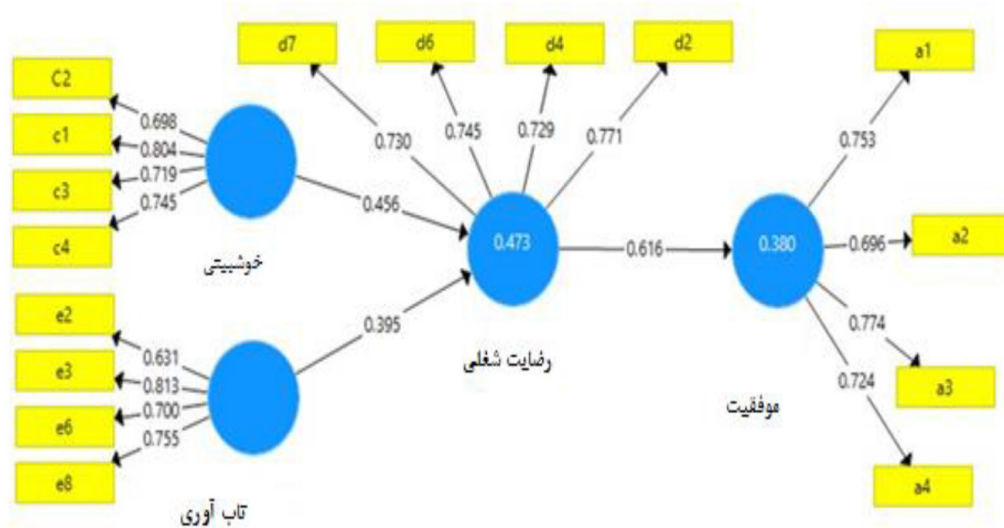 d7
d6
d4
d2
a1
C2
c1
c3
c4
0.698
0.804
0.719
0.745
0.730
0.745
0.729
0.771
0.753
0.456
0.473
0.616
0.380
0.696
a2
خوشبیتی
e2
e3
e6
e8
0.631
0.813
0.700
0.755
0.395
رضایت شغلی
موفقیت
0.774
0.724
a3
a4
تاب آوری